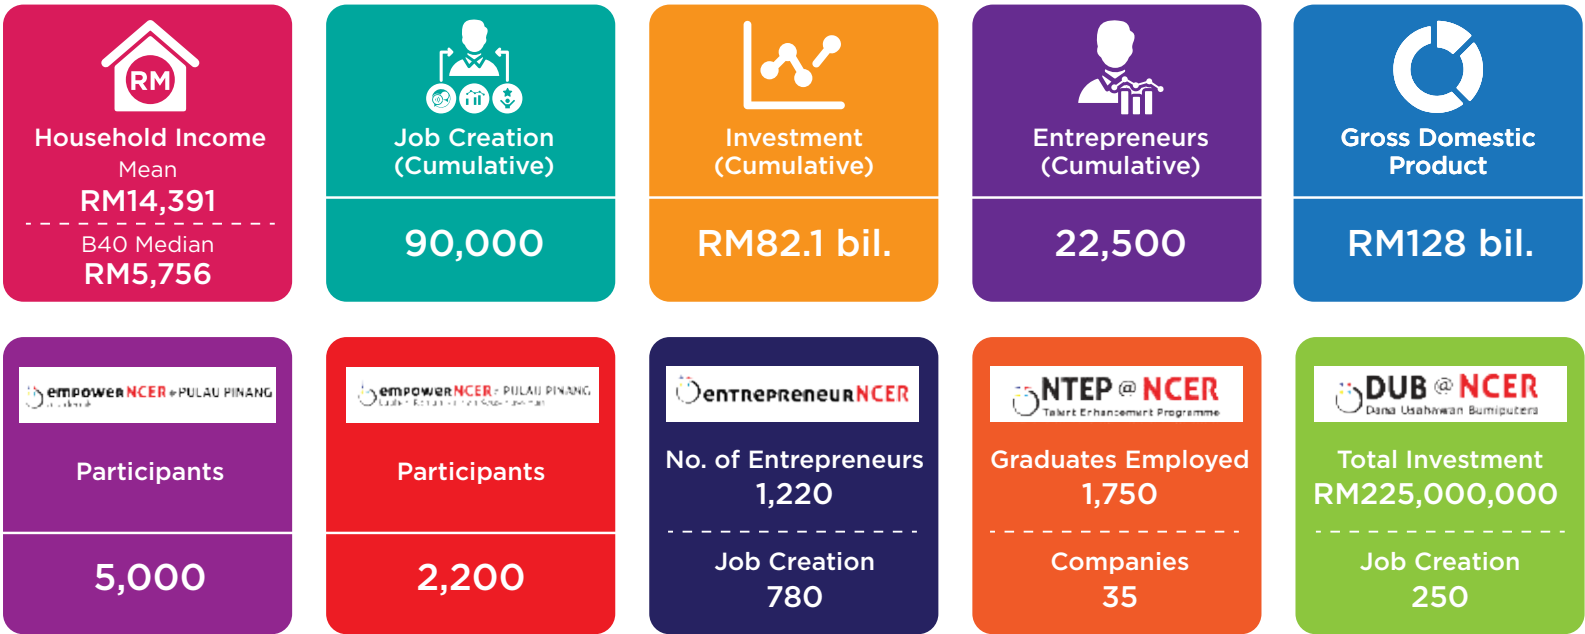 RM
Household Income
Mean
RM14,391
B40 Median
RM5,756
Job Creation
(Cumulative)
90,000
Investment
(Cumulative)
RM82.1 bil.
Entrepreneurs
(Cumulative)
22,500
Gross Domestic
Product
RM128 bil.
empowerNCER PULAU PINANG
Participants
5,000
empowerNCER PULAU PINANG
Participants
2,200
entrepreneurNCER
No. of Entrepreneurs
1,220
Job Creation
780
NTEP @ NCER
Talent Enhancement Programme
Graduates Employed
1,750
Companies
35
DUB @ NCER
Dana Usahawan Bumiputera
Total Investment
RM225,000,000
Job Creation
250